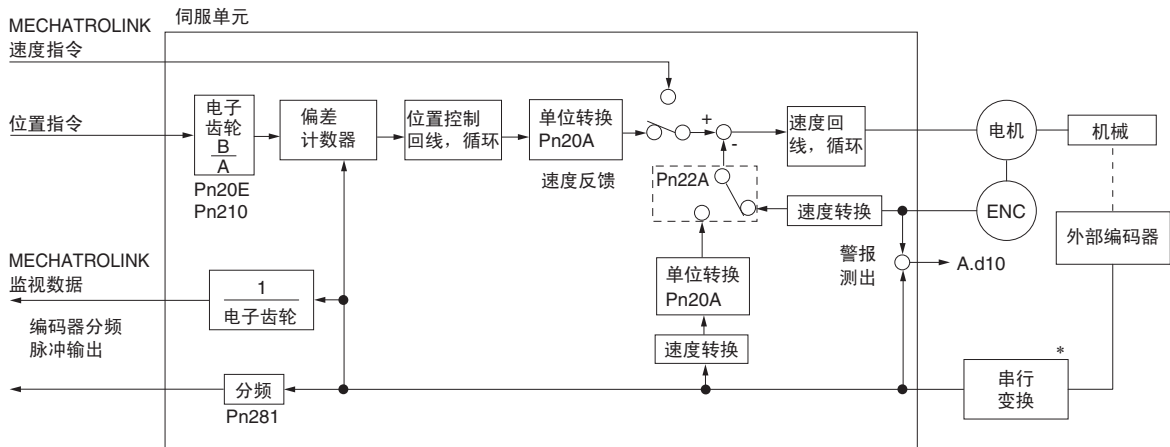 MECHATROLINK
速度指令
伺服单元
位置指令
电子
齿轮
B
A
Pn20E
Pn210
偏差
计数器
位置控制
回线，循环
单位转换
Pn20A
速度反馈
+
-
速度回
线，循环
电机
机械
Pn22A
速度转换
ENC
外部编码器
警报
测出
A.d10
单位转换
Pn20A
速度转换
MECHATROLINK
监视数据
1
电子齿轮
编码器分频
脉冲输出
分频
Pn281
*
串行
变换